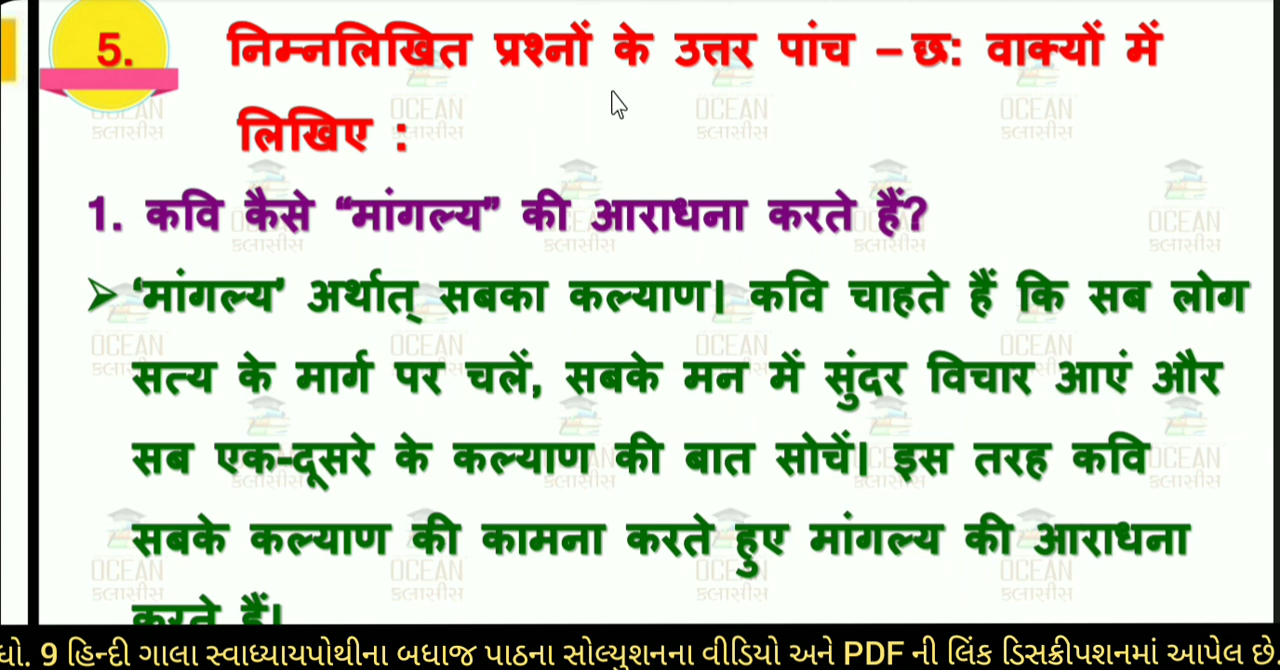 5. निम्नलिखित प्रश्नों के उत्तर पांच – छः वाक्यों में
लिखिए :
1. कवि कैसे “मांगल्य” की आराधना करते हैं?
➢ ‘मांगल्य’ अर्थात् सबका कल्याण। कवि चाहते हैं कि सब लोग
सत्य के मार्ग पर चलें, सबके मन में सुंदर विचार आएं और
सब एक-दूसरे के कल्याण की बात सोचें। इस तरह कवि
सबके कल्याण की कामना करते हुए मांगल्य की आराधना
करते हैं।
OCEAN
ક્લાસીસ
ધો. 9 હિન્દી ગાલા સ્વાધ્યાયપોથીના બધાજ પાઠના સોલ્યુશનના વીડિયો અને PDF ની લિંક ડિસક્રીપશનમાં આપેલ છે